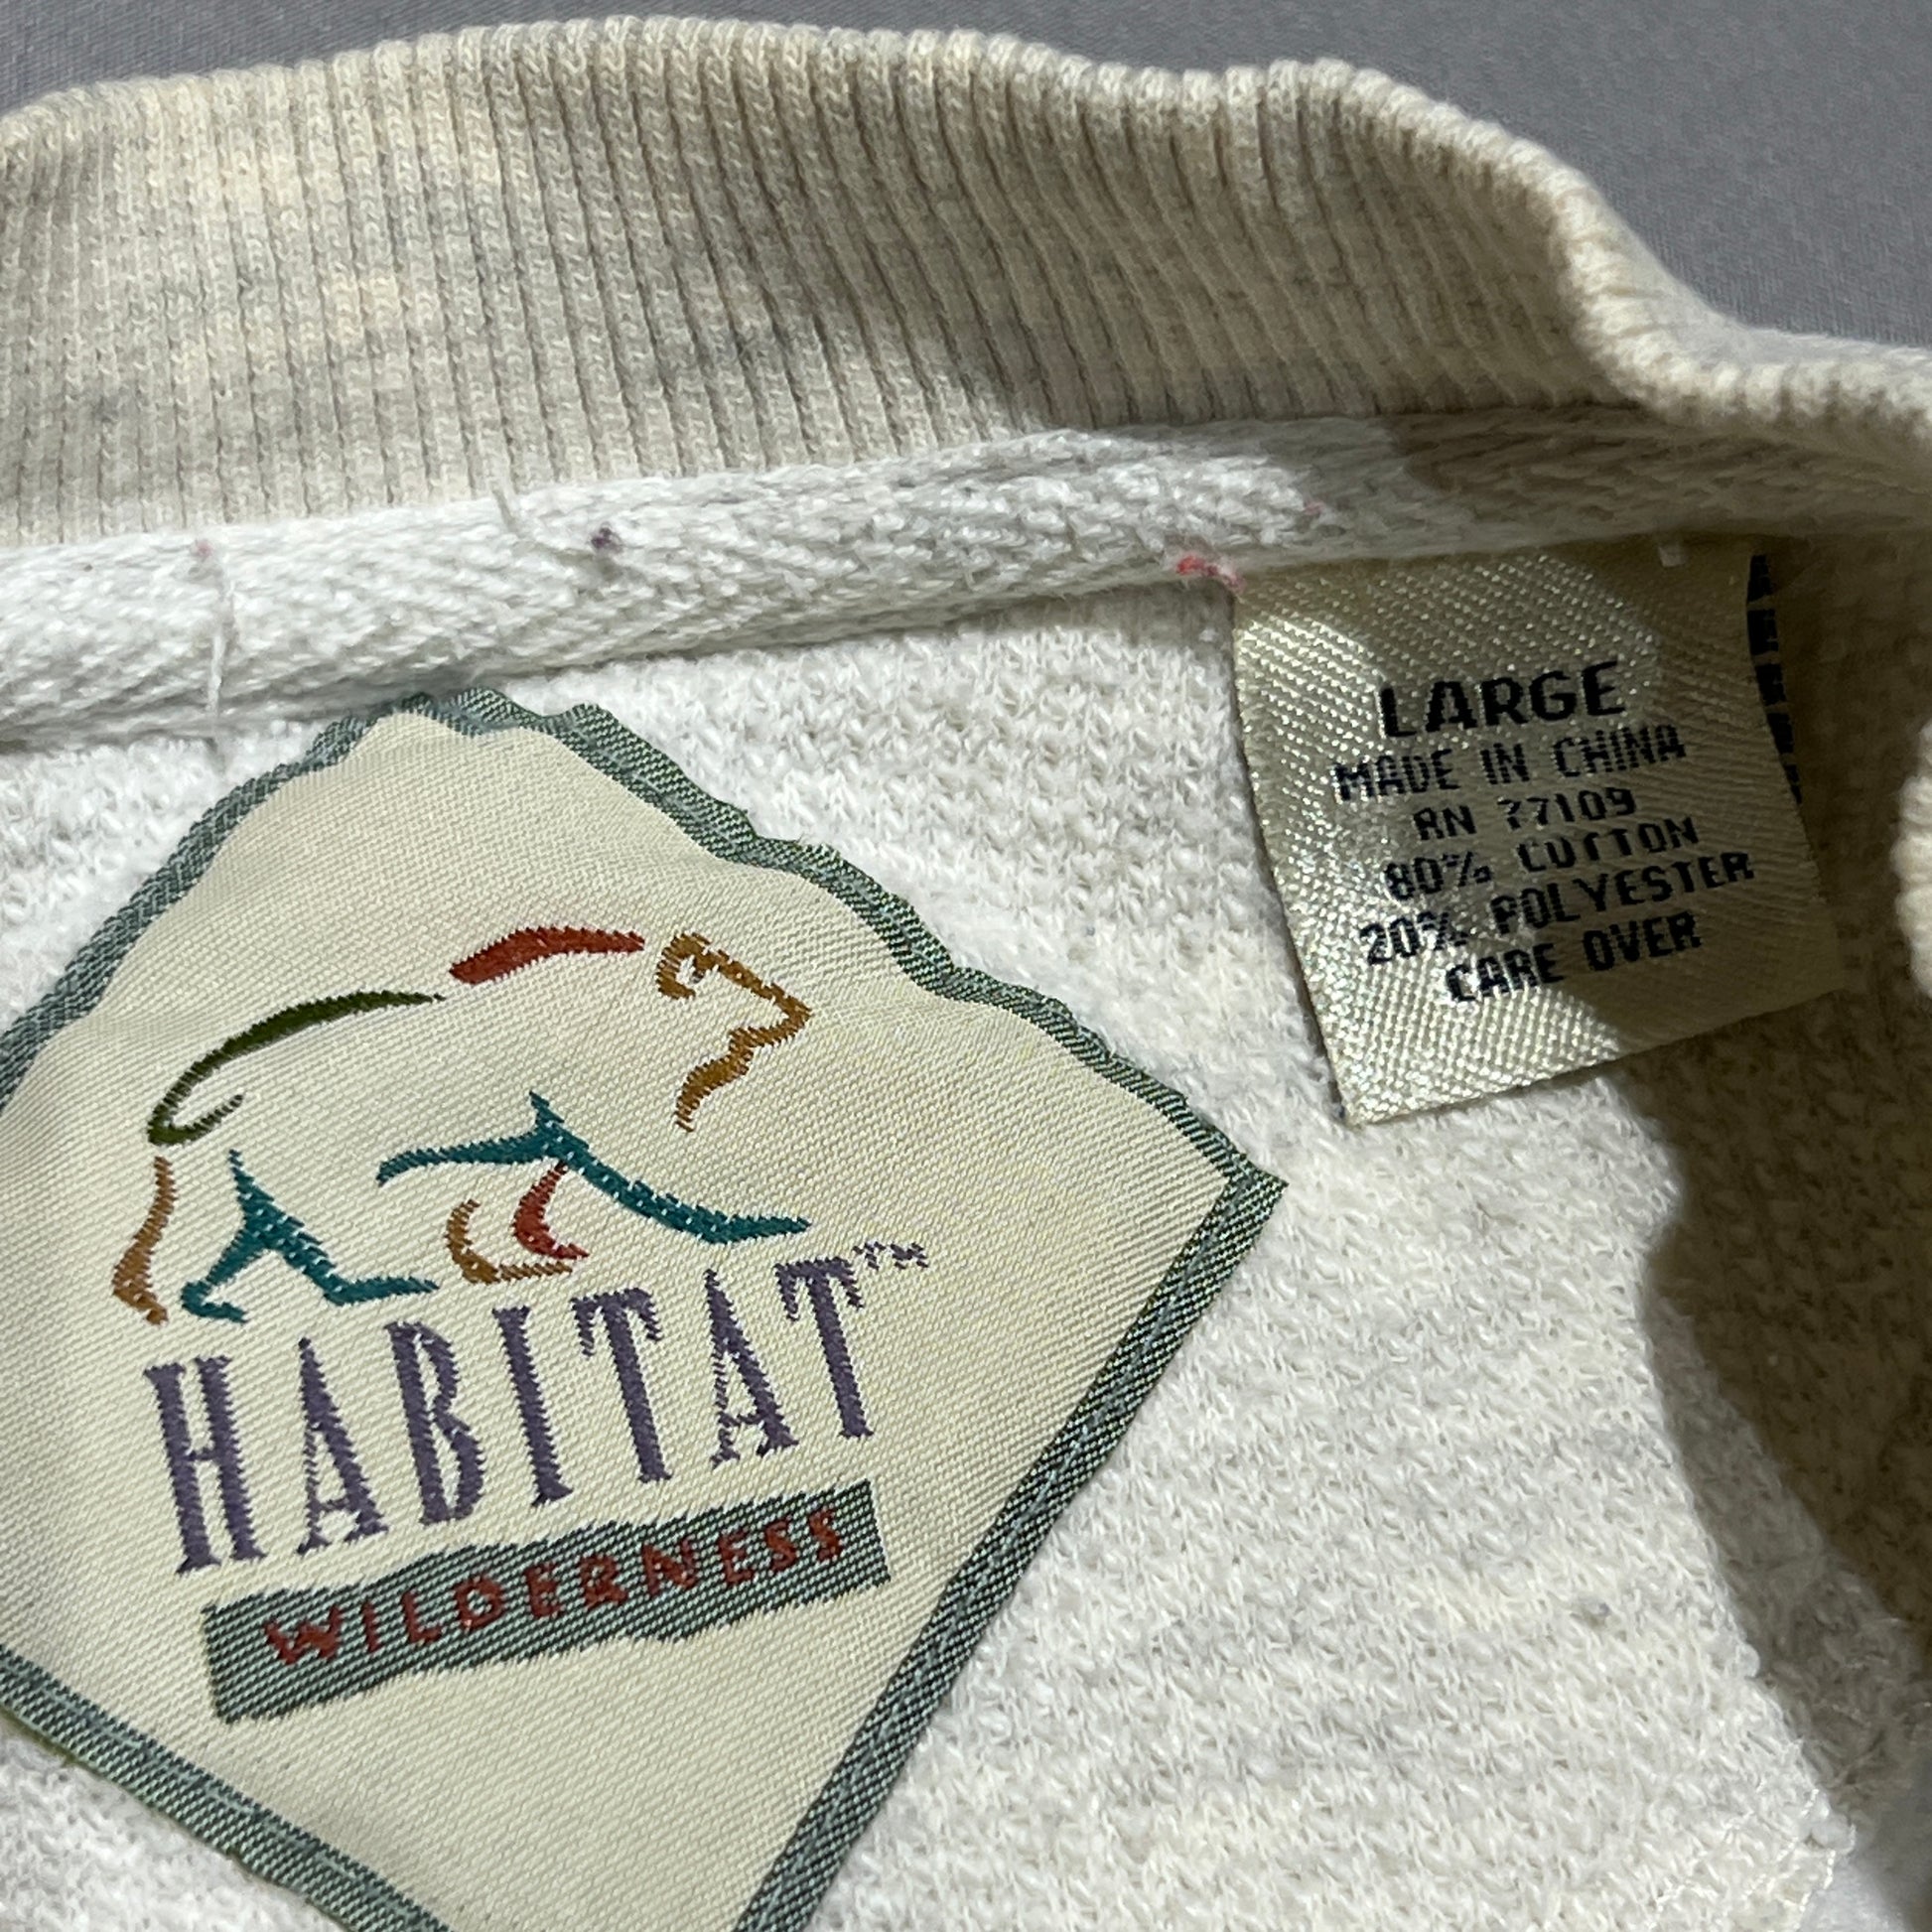 LARGE
MADE IN CHINA
RN 77109
80% COTTON
20% POLYESTER
CARE OVER
HABITAT™
WILDERNESS